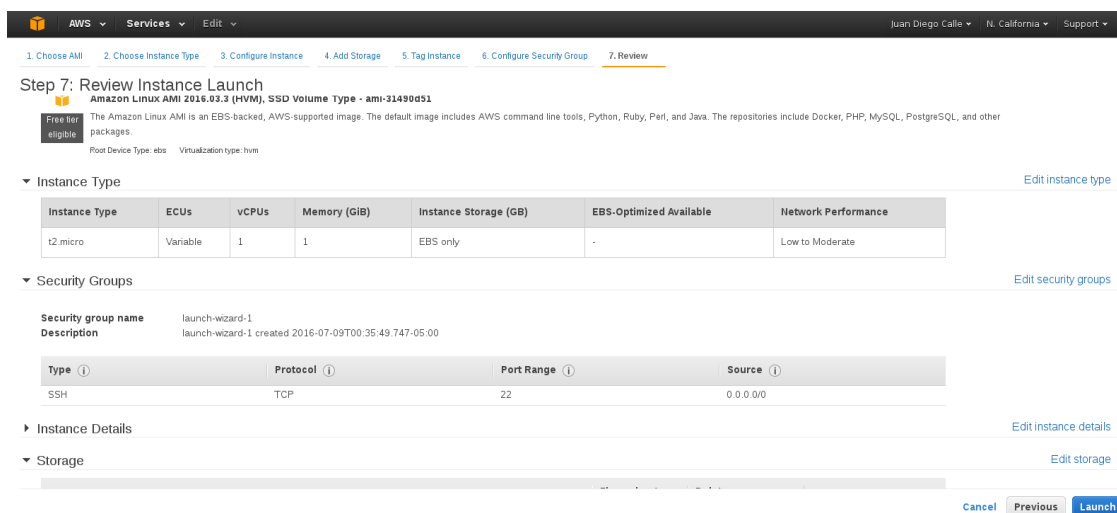 AWS Services Edit Juan Diego Calle N. California Support
1. Choose AMI 2. Choose Instance Type 3. Configure Instance 4. Add Storage 5. Tag Instance 6. Configure Security Group 7. Review
Step 7: Review Instance Launch
Amazon Linux AMI 2016.03.3 (HVM), SSD Volume Type - ami-31490d51
Free tier eligible
The Amazon Linux AMI is an EBS-backed, AWS-supported image. The default image includes AWS command line tools, Python, Ruby, Perl, and Java. The repositories include Docker, PHP, MySQL, PostgreSQL, and other
packages.
Root Device Type: ebs Virtualization type: hvm
Instance Type Edit instance type
Instance Type ECUs vCPUs Memory (GiB) Instance Storage (GB) EBS-Optimized Available Network Performance
t2.micro Variable 1 1 EBS only - Low to Moderate
Security Groups Edit security groups
Security group name launch-wizard-1
Description launch-wizard-1 created 2016-07-09T00:35:49.747-05:00
Type Protocol Port Range Source
SSH TCP 22 0.0.0.0/0
Instance Details Edit instance details
Storage Edit storage
Cancel Previous Launch